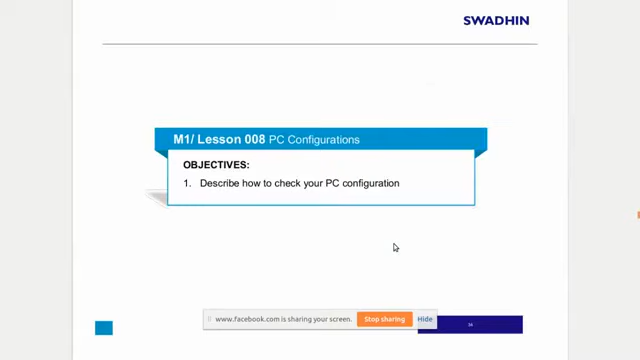 SWADHIN
M1/ Lesson 008 PC Configurations
OBJECTIVES:
1. Describe how to check your PC configuration
www.facebook.com is sharing your screen. Stop sharing Hide